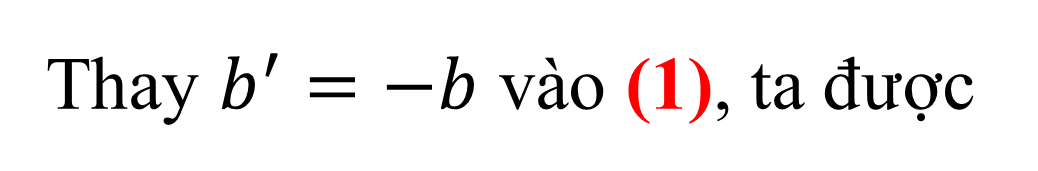 Thay b′ = −b vào (1), ta được